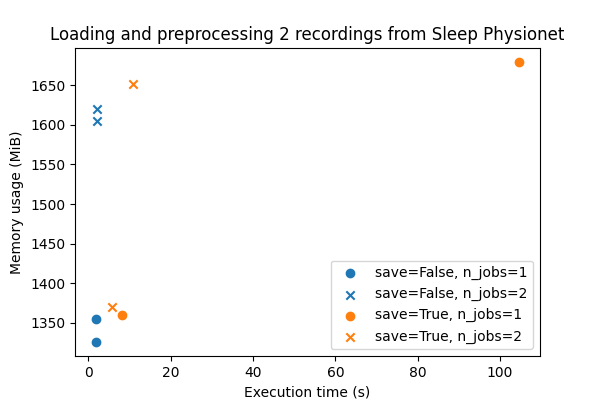 Loading and preprocessing 2 recordings from Sleep Physionet
Memory usage (MiB)
1650
1600
1550
1500
1450
1400
1350
save=False, n_jobs=1
save=False, n_jobs=2
save=True, n_jobs=1
save=True, n_jobs=2
0 20 40 60 80 100
Execution time (s)